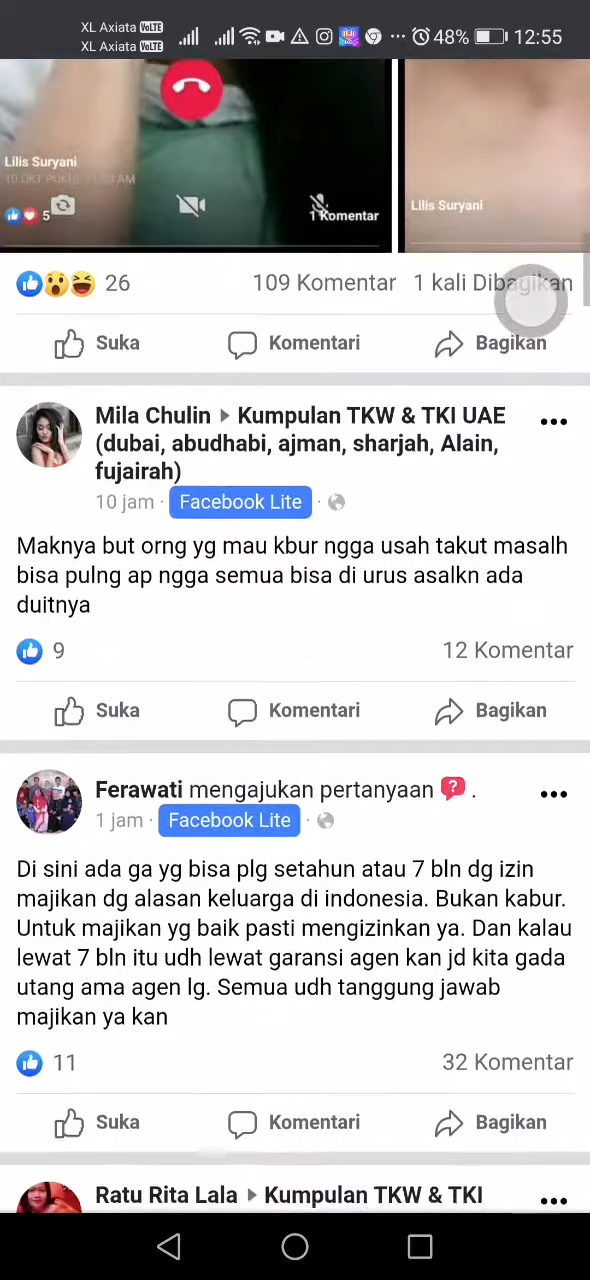 XL Axiata VoLTE
XL Axiata VoLTE
48% 12:55
Lilis Suryani
10 OKT PUKUL AM
5
1 Komentar
Lilis Suryani
26 109 Komentar 1 kali Dibagikan
Suka Komentari Bagikan
Mila Chulin Kumpulan TKW & TKI UAE
(dubai, abudhabi, ajman, sharjah, Alain,
fujairah)
10 jam · Facebook Lite ·
Maknya but orng yg mau kbur ngga usah takut masalh
bisa pulng ap ngga semua bisa di urus asalkn ada
duitnya
9 12 Komentar
Suka Komentari Bagikan
Ferawati mengajukan pertanyaan ? .
1 jam · Facebook Lite ·
Di sini ada ga yg bisa plg setahun atau 7 bln dg izin
majikan dg alasan keluarga di indonesia. Bukan kabur.
Untuk majikan yg baik pasti mengizinkan ya. Dan kalau
lewat 7 bln itu udh lewat garansi agen kan jd kita gada
utang ama agen lg. Semua udh tanggung jawab
majikan ya kan
11 32 Komentar
Suka Komentari Bagikan
Ratu Rita Lala Kumpulan TKW & TKI